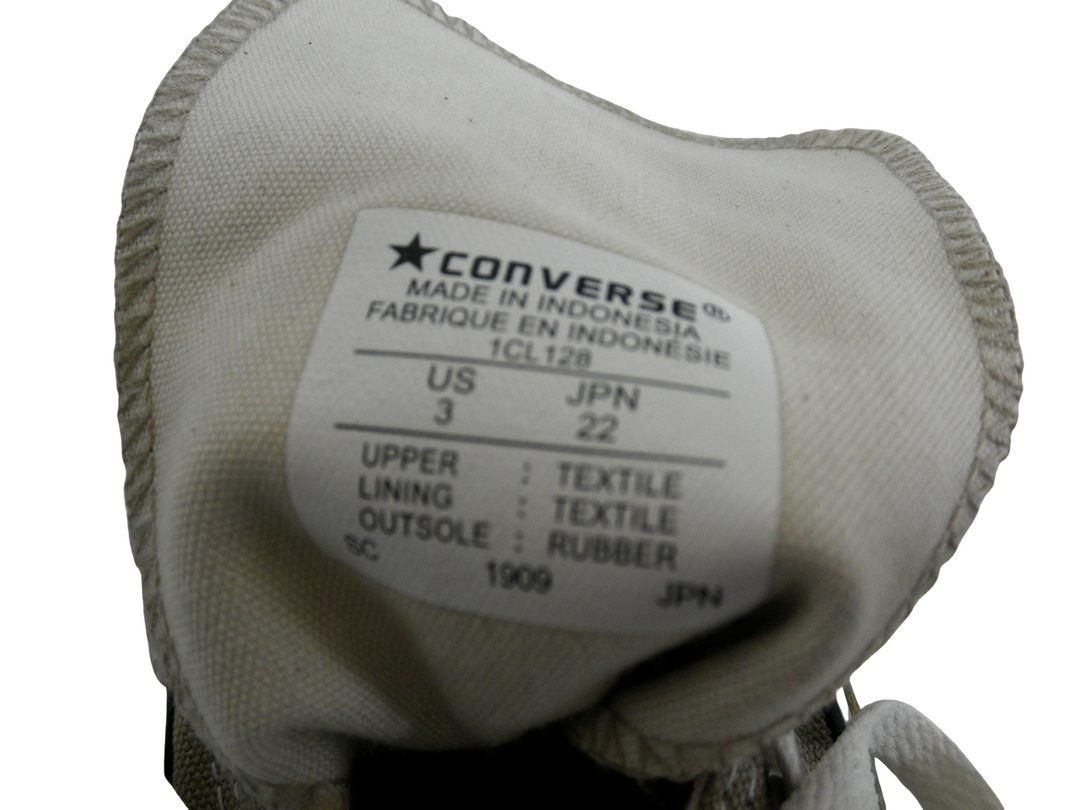 ★CONVERSE®
MADE IN INDONESIA
FABRIQUE EN INDONÉSIE
1CL128
US JPN
3 22
UPPER : TEXTILE
LINING : TEXTILE
OUTSOLE : RUBBER
SC 1909 JPN